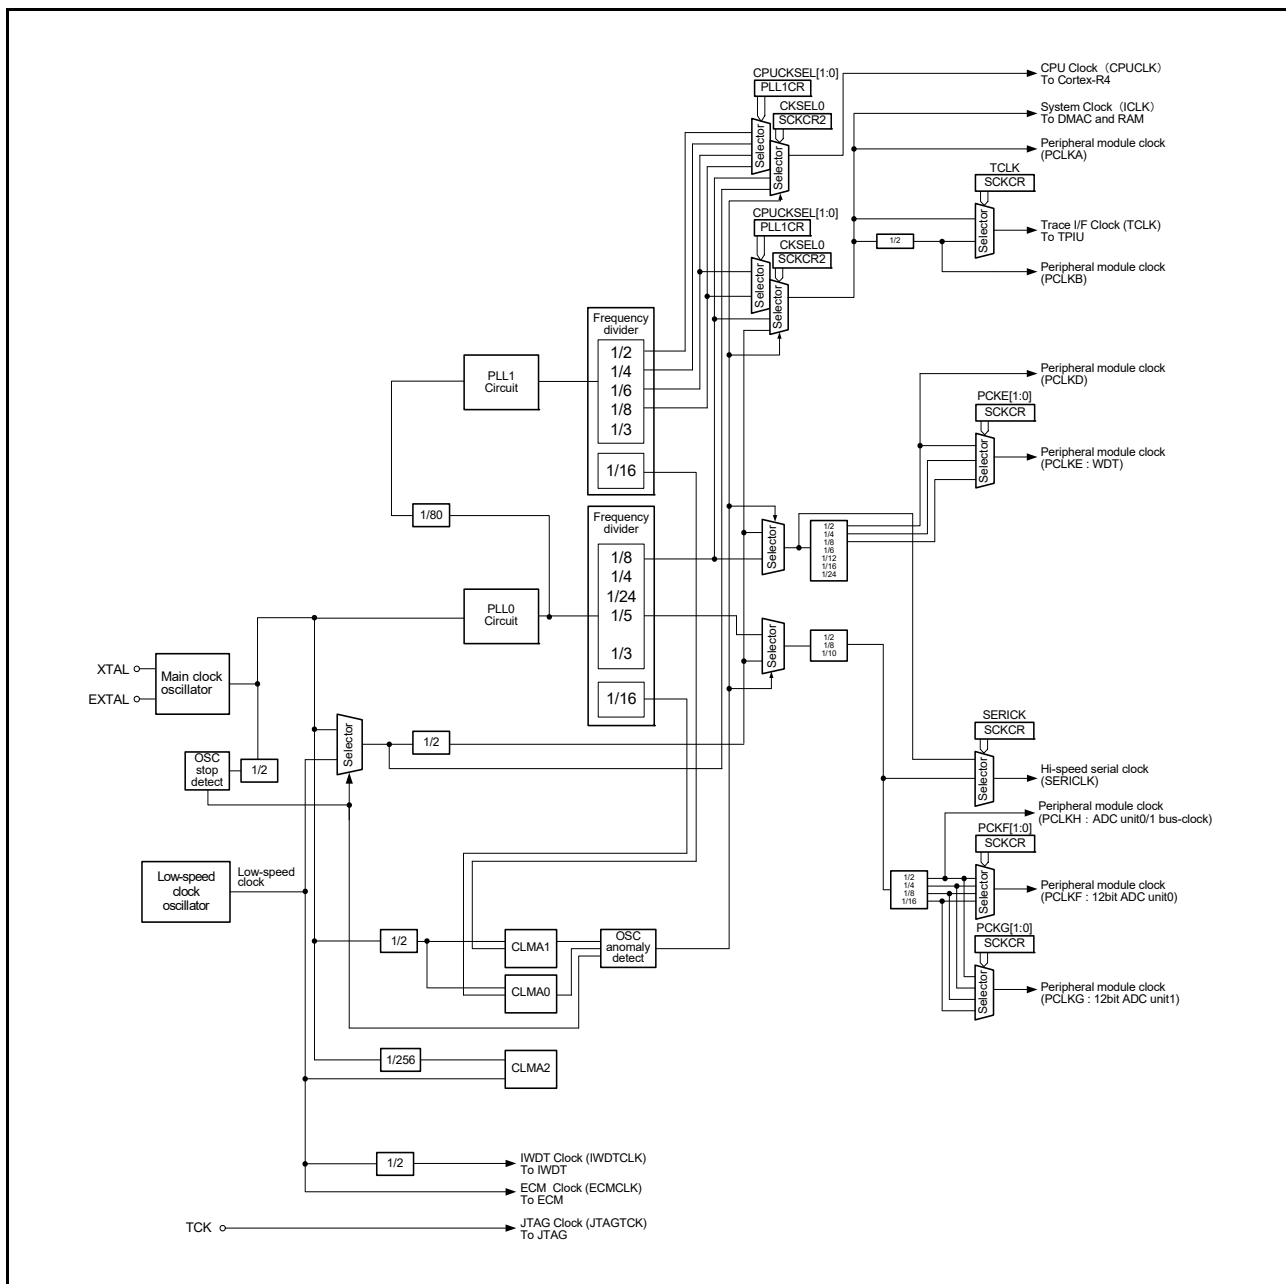 CPUCKSEL[1:0]
PLL1CR
CKSEL0
SCKCR2
Selector
Selector
CPU Clock（CPUCLK）
To Cortex-R4
System Clock（ICLK）
To DMAC and RAM
Peripheral module clock
(PCLKA)
TCLK
SCKCR
Selector
Trace I/F Clock (TCLK)
To TPIU
1/2
Peripheral module clock
(PCLKB)
CPUCKSEL[1:0]
PLL1CR
CKSEL0
SCKCR2
Selector
Selector
Frequency
divider
1/2
1/4
1/6
1/8
1/3
1/16
PLL1
Circuit
Peripheral module clock
(PCLKD)
PCKE[1:0]
SCKCR
Selector
Peripheral module clock
(PCLKE : WDT)
1/80
Frequency
divider
1/8
1/4
1/24
1/5
1/3
1/16
Selector
1/2
1/4
1/8
1/6
1/12
1/16
1/24
PLL0
Circuit
Selector
1/2
1/8
1/10
XTAL
EXTAL
Main clock
oscillator
OSC
stop
detect
1/2
Selector
1/2
SERICK
SCKCR
Selector
Hi-speed serial clock
(SERICLK)
Peripheral module clock
(PCLKH : ADC unit0/1 bus-clock)
PCKF[1:0]
SCKCR
Selector
1/2
1/4
1/8
1/16
Peripheral module clock
(PCLKF : 12bit ADC unit0)
PCKG[1:0]
SCKCR
Selector
Peripheral module clock
(PCLKG : 12bit ADC unit1)
Low-speed
clock
oscillator
Low-speed
clock
1/2
CLMA1
CLMA0
OSC
anomaly
detect
1/256
CLMA2
1/2
IWDT Clock (IWDTCLK)
To IWDT
ECM Clock (ECMCLK)
To ECM
TCK
JTAG Clock (JTAGTCK)
To JTAG